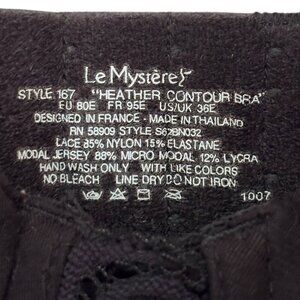 Le Mystère
STYLE 167 "HEATHER CONTOUR BRA"
EU 80E FR 95E US/UK 36E
DESIGNED IN FRANCE - MADE IN THAILAND
RN 58909 STYLE S62BN032
LACE 85% NYLON 15% ELASTANE
MODAL JERSEY 88% MICRO MODAL 12% LYCRA
HAND WASH ONLY WITH LIKE COLORS
NO BLEACH LINE DRY DO NOT IRON
1007